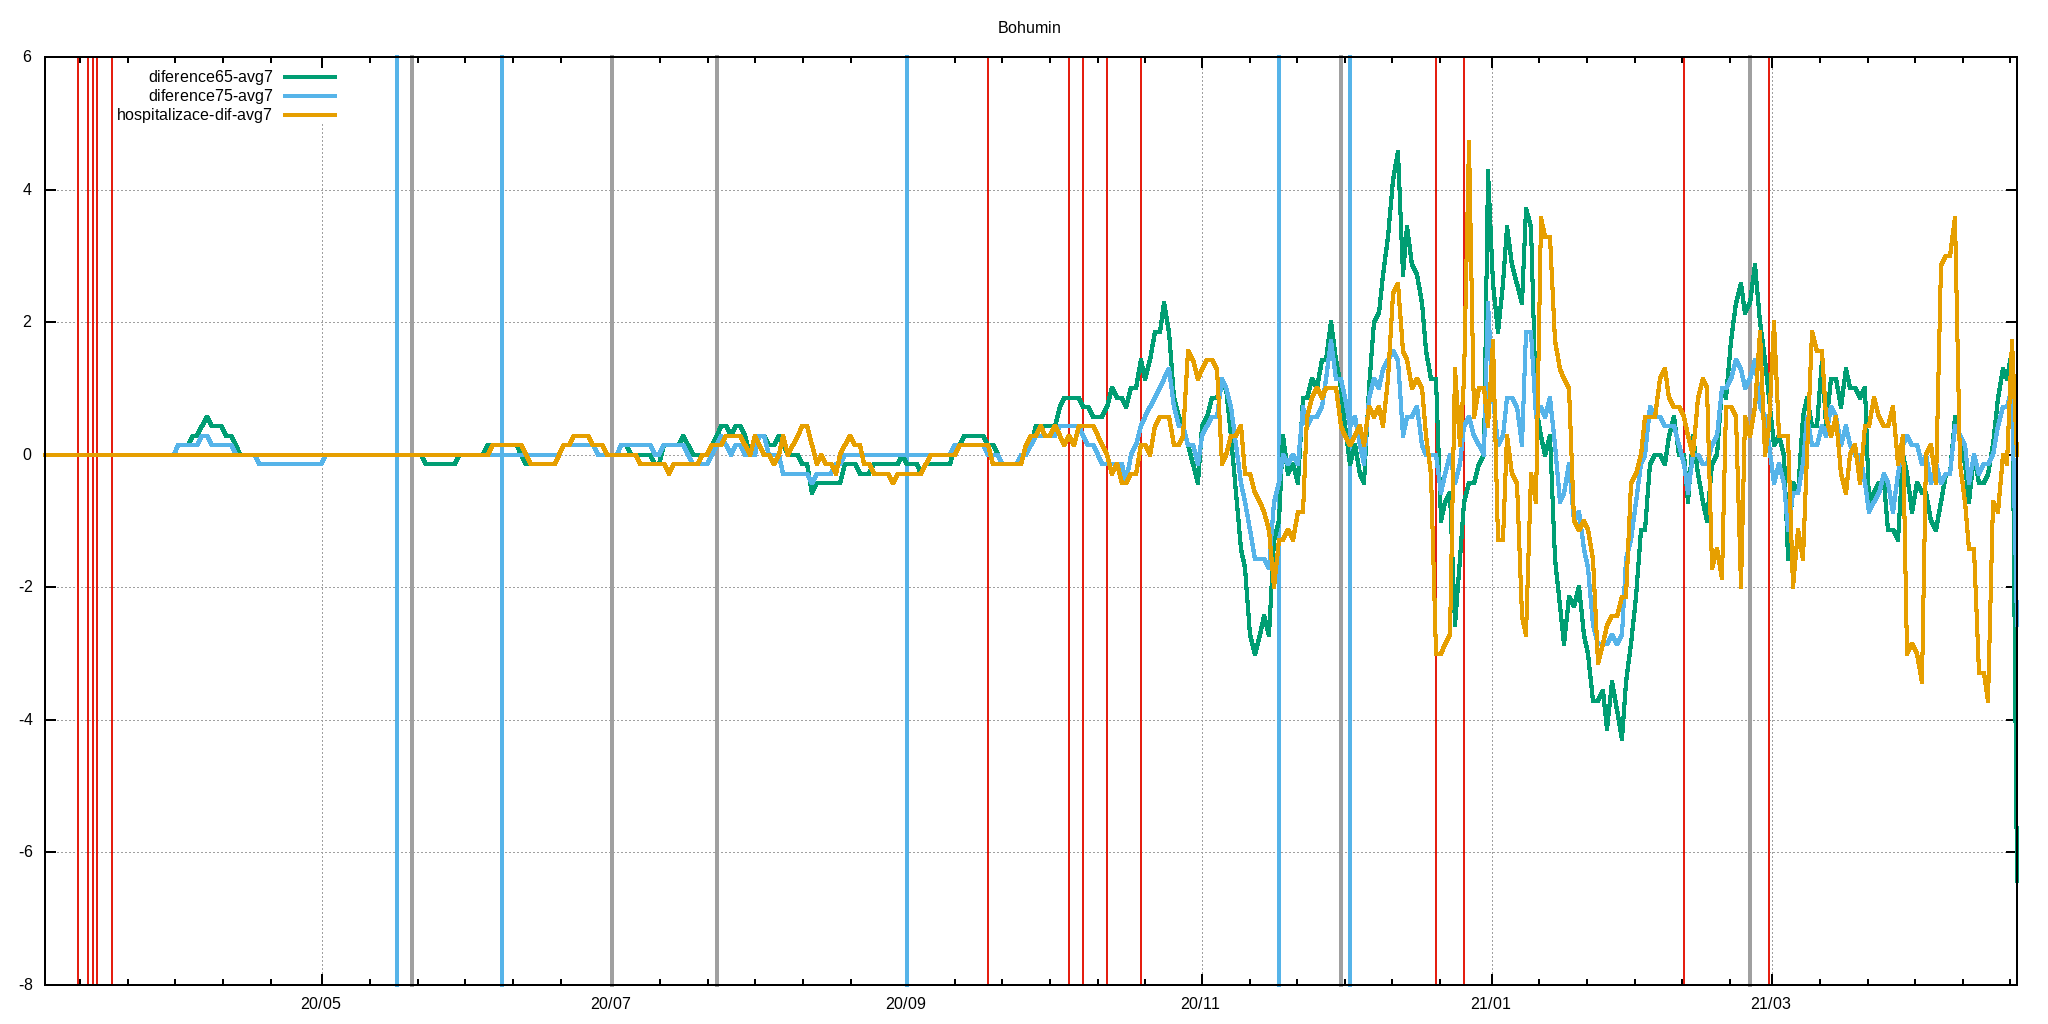 Bohumin
diference65-avg7
diference75-avg7
hospitalizace-dif-avg7
6
4
2
0
-2
-4
-6
-8
20/05 20/07 20/09 20/11 21/01 21/03